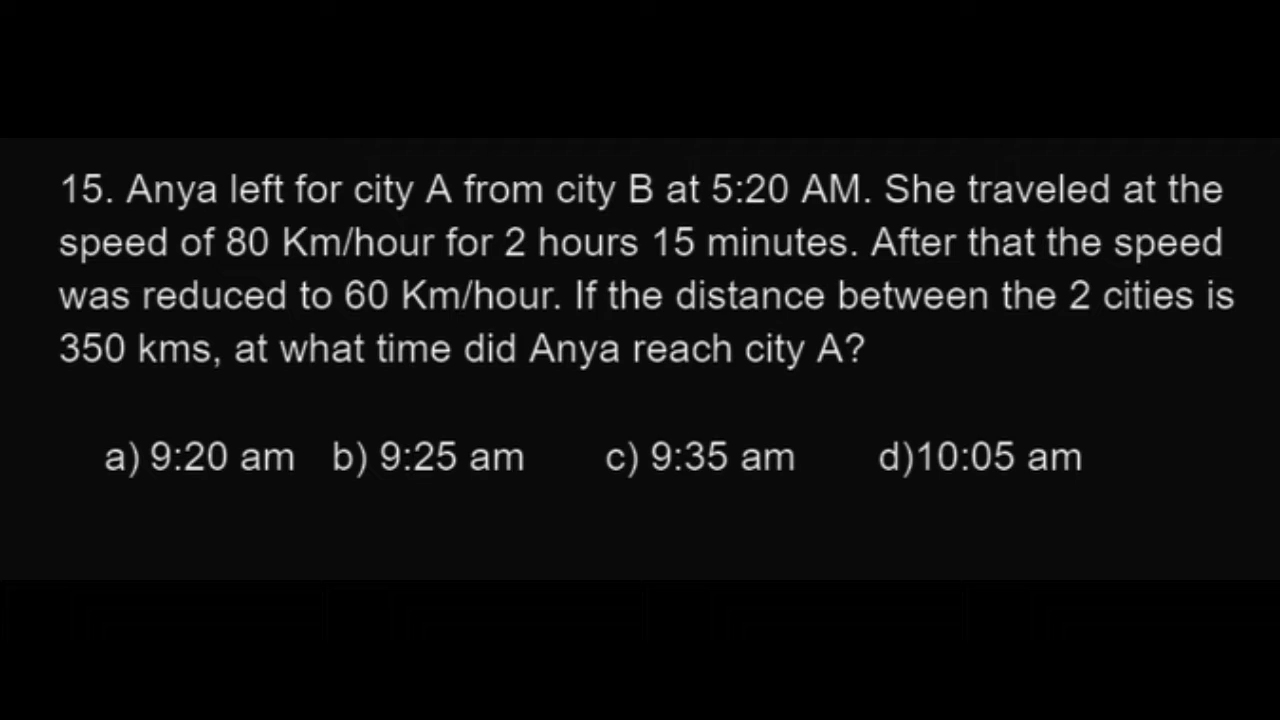 15. Anya left for city A from city B at 5:20 AM. She traveled at the
speed of 80 Km/hour for 2 hours 15 minutes. After that the speed
was reduced to 60 Km/hour. If the distance between the 2 cities is
350 kms, at what time did Anya reach city A?
a) 9:20 am b) 9:25 am c) 9:35 am d)10:05 am